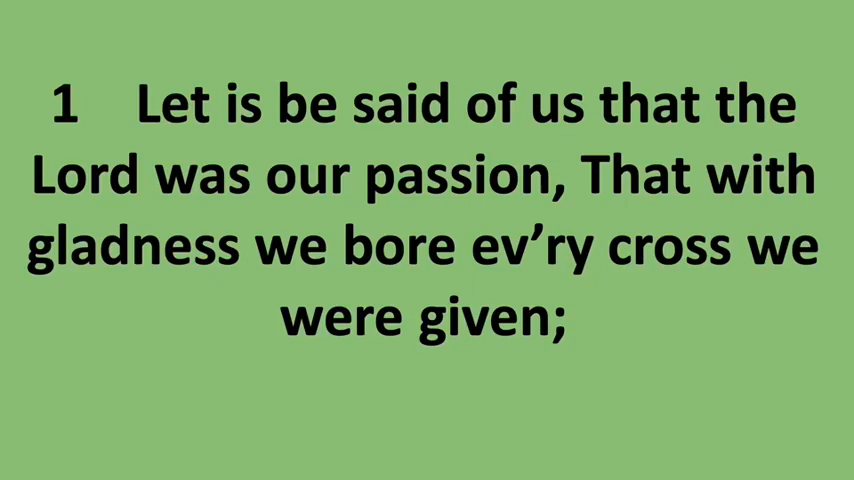 1 Let is be said of us that the
Lord was our passion, That with
gladness we bore ev’ry cross we
were given;